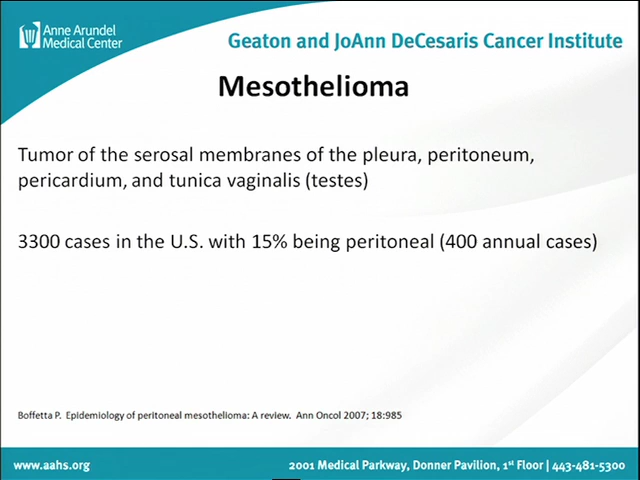 Anne Arundel
Medical Center
Geaton and JoAnn DeCesaris Cancer Institute
Mesothelioma
Tumor of the serosal membranes of the pleura, peritoneum,
pericardium, and tunica vaginalis (testes)
3300 cases in the U.S. with 15% being peritoneal (400 annual cases)
Boffetta P.  Epidemiology of peritoneal mesothelioma: A review.  Ann Oncol 2007; 18:985
www.aahs.org
2001 Medical Parkway, Donner Pavilion, 1st Floor | 443-481-5300